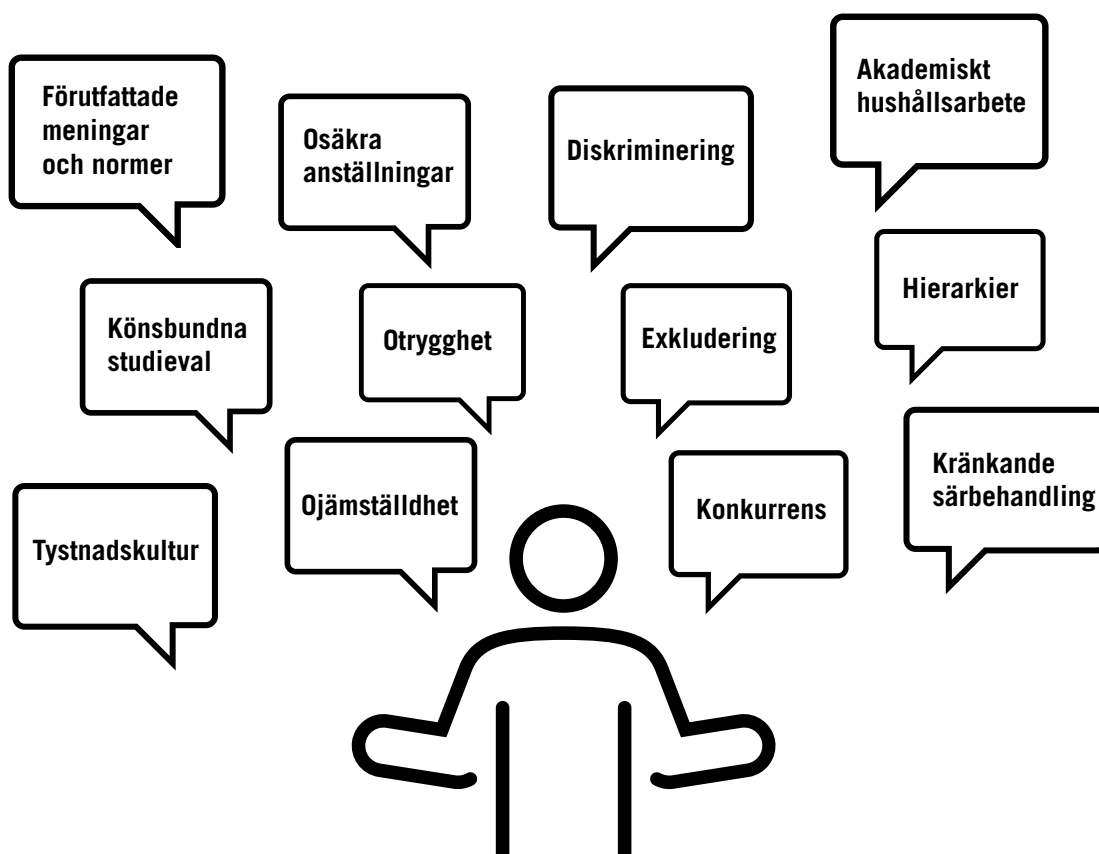 Förutfattade
meningar
och normer
Osäkra
anställningar
Diskriminering
Akademiskt
hushållsarbete
Könsbundna
studieval
Otrygghet
Exkludering
Hierarkier
Tystnadskultur
Ojämställdhet
Konkurrens
Kränkande
särbehandling